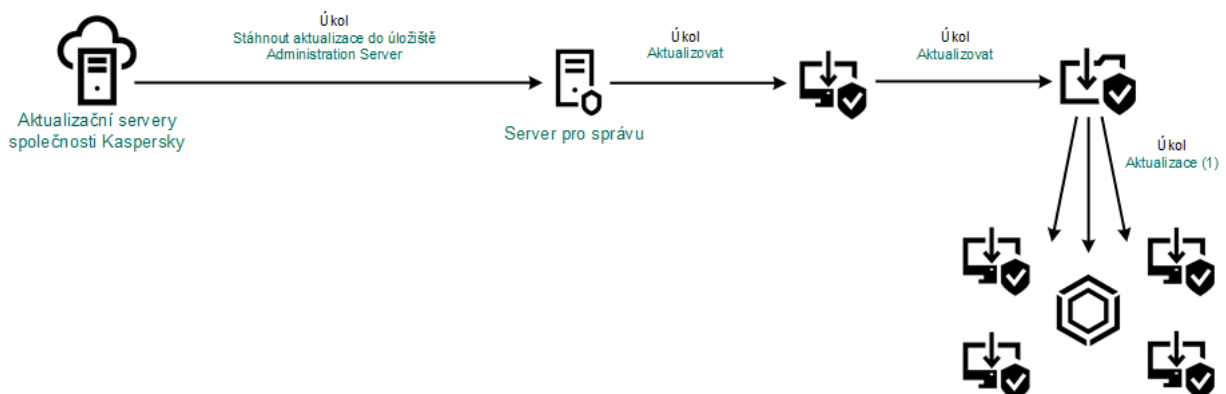 Úkol
Stáhnout aktualizace do úložiště
Administration Server
Úkol
Aktualizovat
Úkol
Aktualizovat
Aktualizační servery
společnosti Kaspersky
Server pro správu
Úkol
Aktualizace (1)